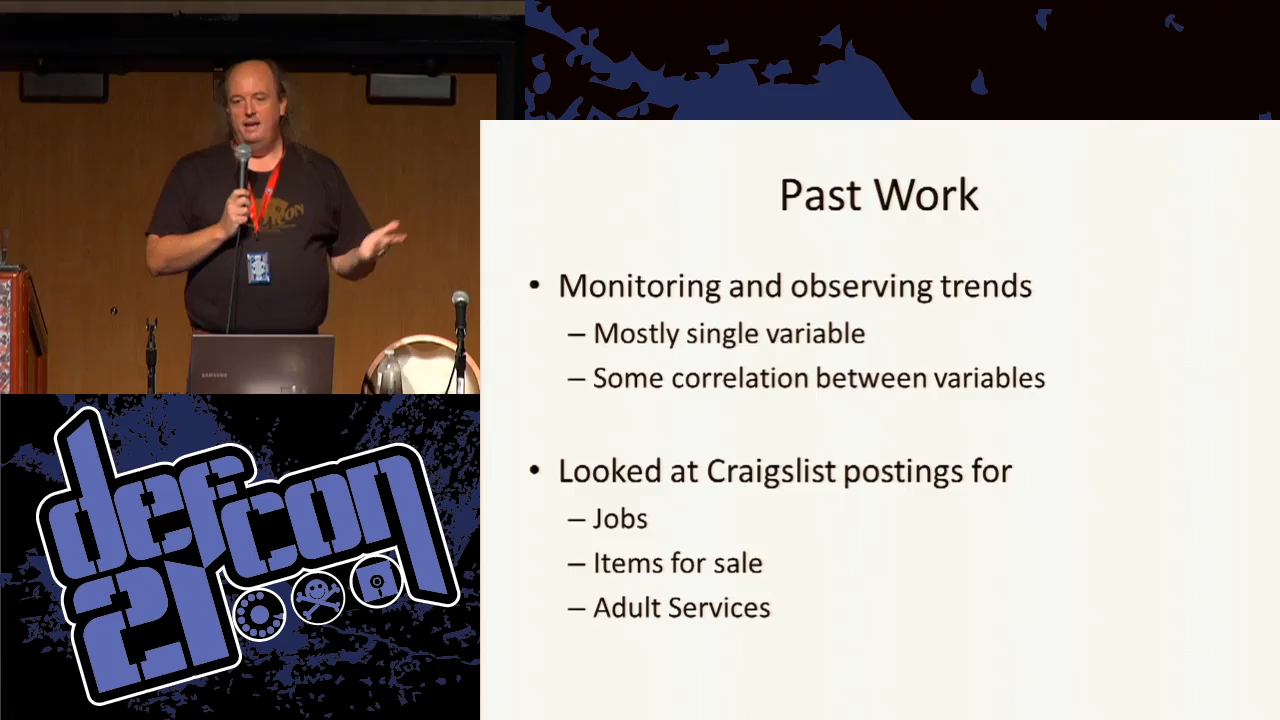 Past Work
• Monitoring and observing trends
– Mostly single variable
– Some correlation between variables
• Looked at Craigslist postings for
– Jobs
– Items for sale
– Adult Services
SAMSUNG
defcon
21